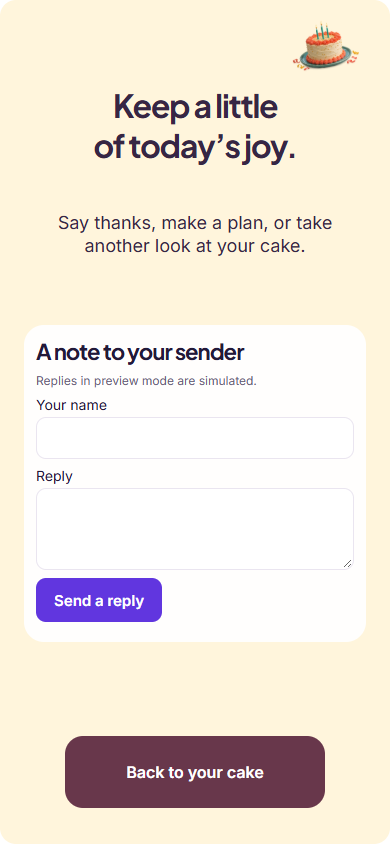 Keep a little
of today’s joy.
Say thanks, make a plan, or take
another look at your cake.
A note to your sender
Replies in preview mode are simulated.
Your name
Reply
Send a reply
Back to your cake